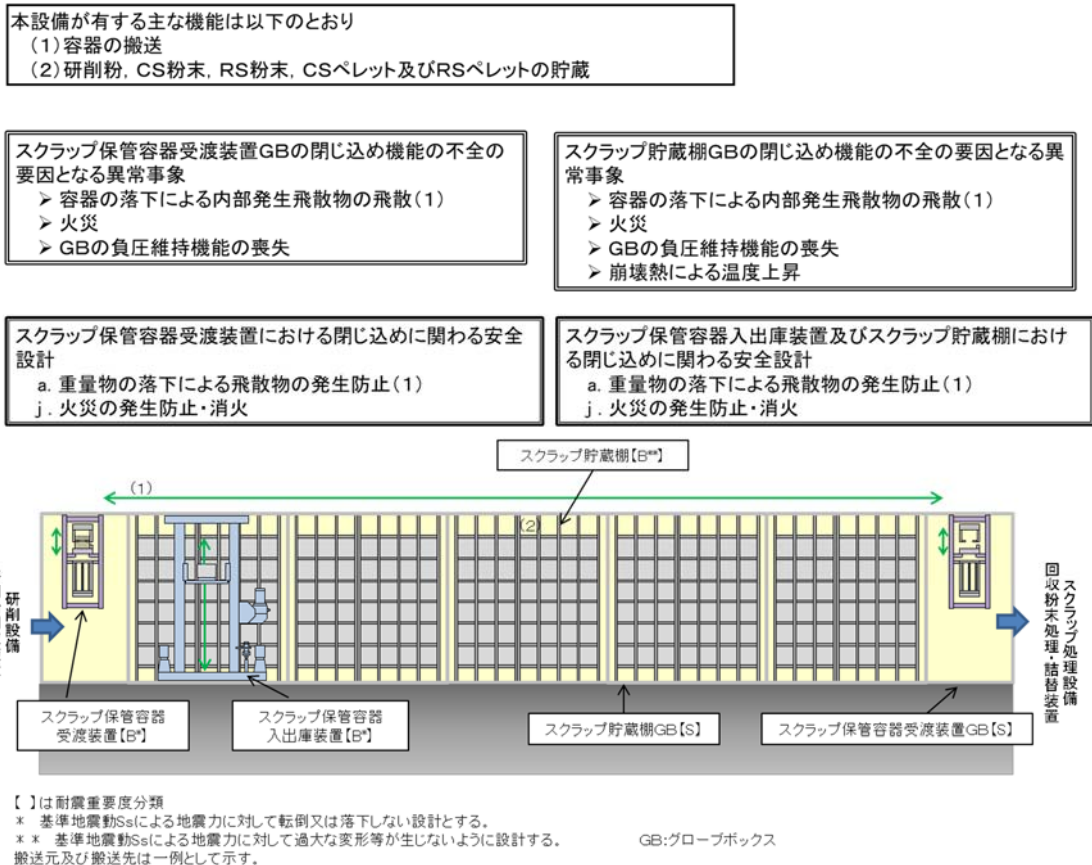 本設備が有する主な機能は以下のとおり
(1)容器の搬送
(2)研削粉,CS粉末,RS粉末,CSペレット及びRSペレットの貯蔵
スクラップ保管容器受渡装置GBの閉じ込め機能の不全の
要因となる異常事象
➢ 容器の落下による内部発生飛散物の飛散(1)
➢ 火災
➢ GBの負圧維持機能の喪失
スクラップ貯蔵棚GBの閉じ込め機能の不全の要因となる異
常事象
➢ 容器の落下による内部発生飛散物の飛散(1)
➢ 火災
➢ GBの負圧維持機能の喪失
➢ 崩壊熱による温度上昇
スクラップ保管容器受渡装置における閉じ込めに関わる安全
設計
a. 重量物の落下による飛散物の発生防止(1)
j. 火災の発生防止・消火
スクラップ保管容器入出庫装置及びスクラップ貯蔵棚におけ
る閉じ込めに関わる安全設計
a. 重量物の落下による飛散物の発生防止(1)
j. 火災の発生防止・消火
スクラップ貯蔵棚【B**】
(1)
(2)
研削設備
スクラップ処理設備
回収粉末処理・詰替装置
スクラップ保管容器
受渡装置【B*】
スクラップ保管容器
入出庫装置【B*】
スクラップ貯蔵棚GB【S】
スクラップ保管容器受渡装置GB【S】
【 】は耐震重要度分類
* 基準地震動Ssによる地震力に対して転倒又は落下しない設計とする。
** 基準地震動Ssによる地震力に対して過大な変形等が生じないように設計する。
GB:グローブボックス
搬送元及び搬送先は一例として示す。